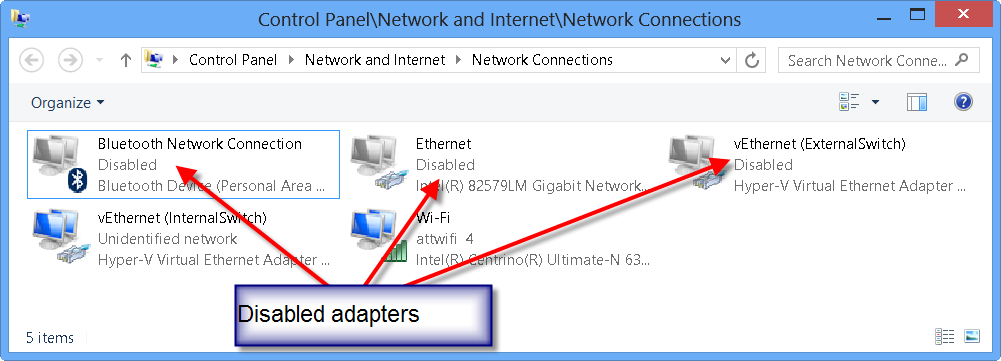 Control Panel\Network and Internet\Network Connections
Control Panel Network and Internet Network Connections
Search Network Conne...
Organize
Bluetooth Network Connection
Disabled
Bluetooth Device (Personal Area ...
Ethernet
Disabled
Intel(R) 82579LM Gigabit Network...
vEthernet (ExternalSwitch)
Disabled
Hyper-V Virtual Ethernet Adapter ...
vEthernet (InternalSwitch)
Unidentified network
Hyper-V Virtual Ethernet Adapter ...
Wi-Fi
attwifi 4
Intel(R) Centrino(R) Ultimate-N 63...
Disabled adapters
5 items